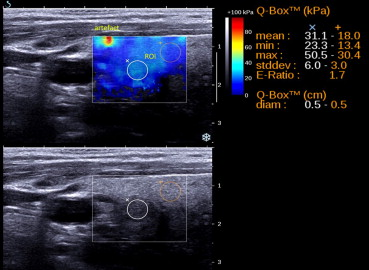 S
artefast
ROI
+100 kPa
80
60
40
20
0
1
2
3
1
2
3
Q-Box™ (kPa)
× +
mean : 31.1 - 18.0
min : 23.3 - 13.4
max : 50.5 - 30.4
stddev : 6.0 - 3.0
E-Ratio : 1.7
Q-Box™ (cm)
diam : 0.5 - 0.5